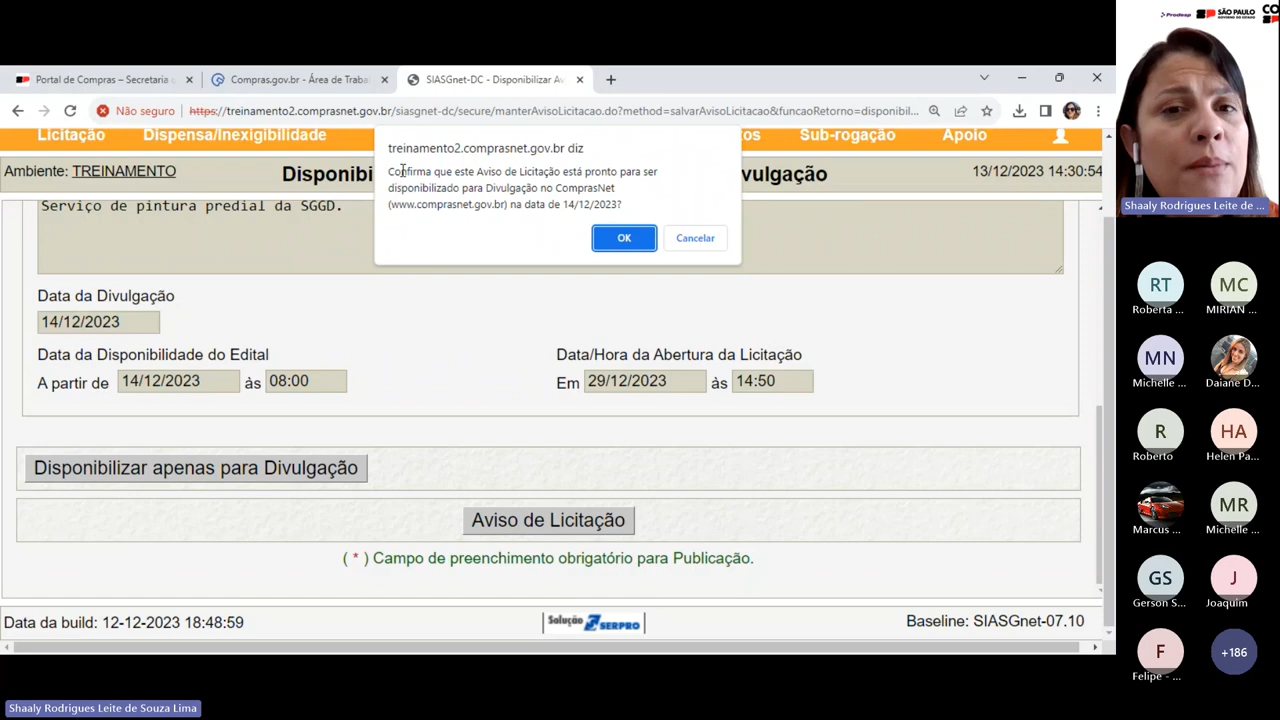 Prodesp
SÃO PAULO
GOVERNO DO ESTADO
Portal de Compras – Secretaria
Compras.gov.br - Área de Traba
SIASGnet-DC - Disponibilizar Av
Não seguro
https://treinamento2.comprasnet.gov.br/siasgnet-dc/secure/manterAvisoLicitacao.do?method=salvarAvisoLicitacao&funcaoRetorno=disponibil...
Licitação
Dispensa/Inexigibilidade
os
Sub-rogação
Apoio
treinamento2.comprasnet.gov.br diz
Confirma que este Aviso de Licitação está pronto para ser
disponibilizado para Divulgação no ComprasNet
(www.comprasnet.gov.br) na data de 14/12/2023?
OK
Cancelar
Ambiente: TREINAMENTO
Disponibi
vulgação
13/12/2023 14:30:54
Serviço de pintura predial da SGGD.
Data da Divulgação
14/12/2023
Data da Disponibilidade do Edital
A partir de 14/12/2023 às 08:00
Data/Hora da Abertura da Licitação
Em 29/12/2023 às 14:50
Disponibilizar apenas para Divulgação
Aviso de Licitação
( * ) Campo de preenchimento obrigatório para Publicação.
Data da build: 12-12-2023 18:48:59
Solução SERPRO
Baseline: SIASGnet-07.10
Shaaly Rodrigues Leite de Souza Lima
Shaaly Rodrigues Leite de ...
RT
Roberta ...
MC
MIRIAN ...
MN
Michelle ...
Daiane D...
R
Roberto
HA
Helen Pa...
Marcus ...
MR
Michelle ...
GS
Gerson S...
J
Joaquim
F
Felipe - ...
+186